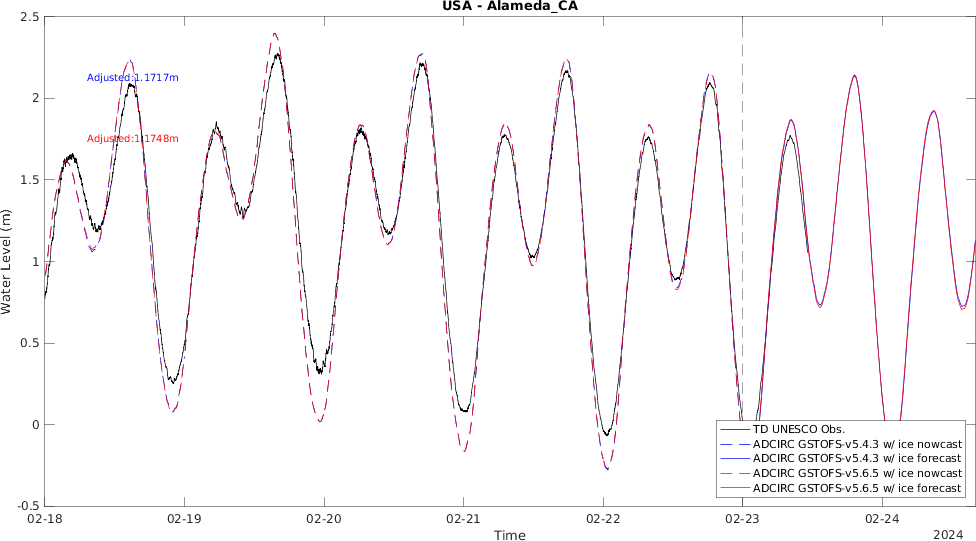 USA - Alameda_CA
2.5
2
1.5
1
0.5
0
-0.5
Water Level (m)
Adjusted:1.1717m
Adjusted:1.1748m
TD UNESCO Obs.
ADCIRC GSTOFS-v5.4.3 w/ ice nowcast
ADCIRC GSTOFS-v5.4.3 w/ ice forecast
ADCIRC GSTOFS-v5.6.5 w/ ice nowcast
ADCIRC GSTOFS-v5.6.5 w/ ice forecast
02-18 02-19 02-20 02-21 02-22 02-23 02-24
Time
2024